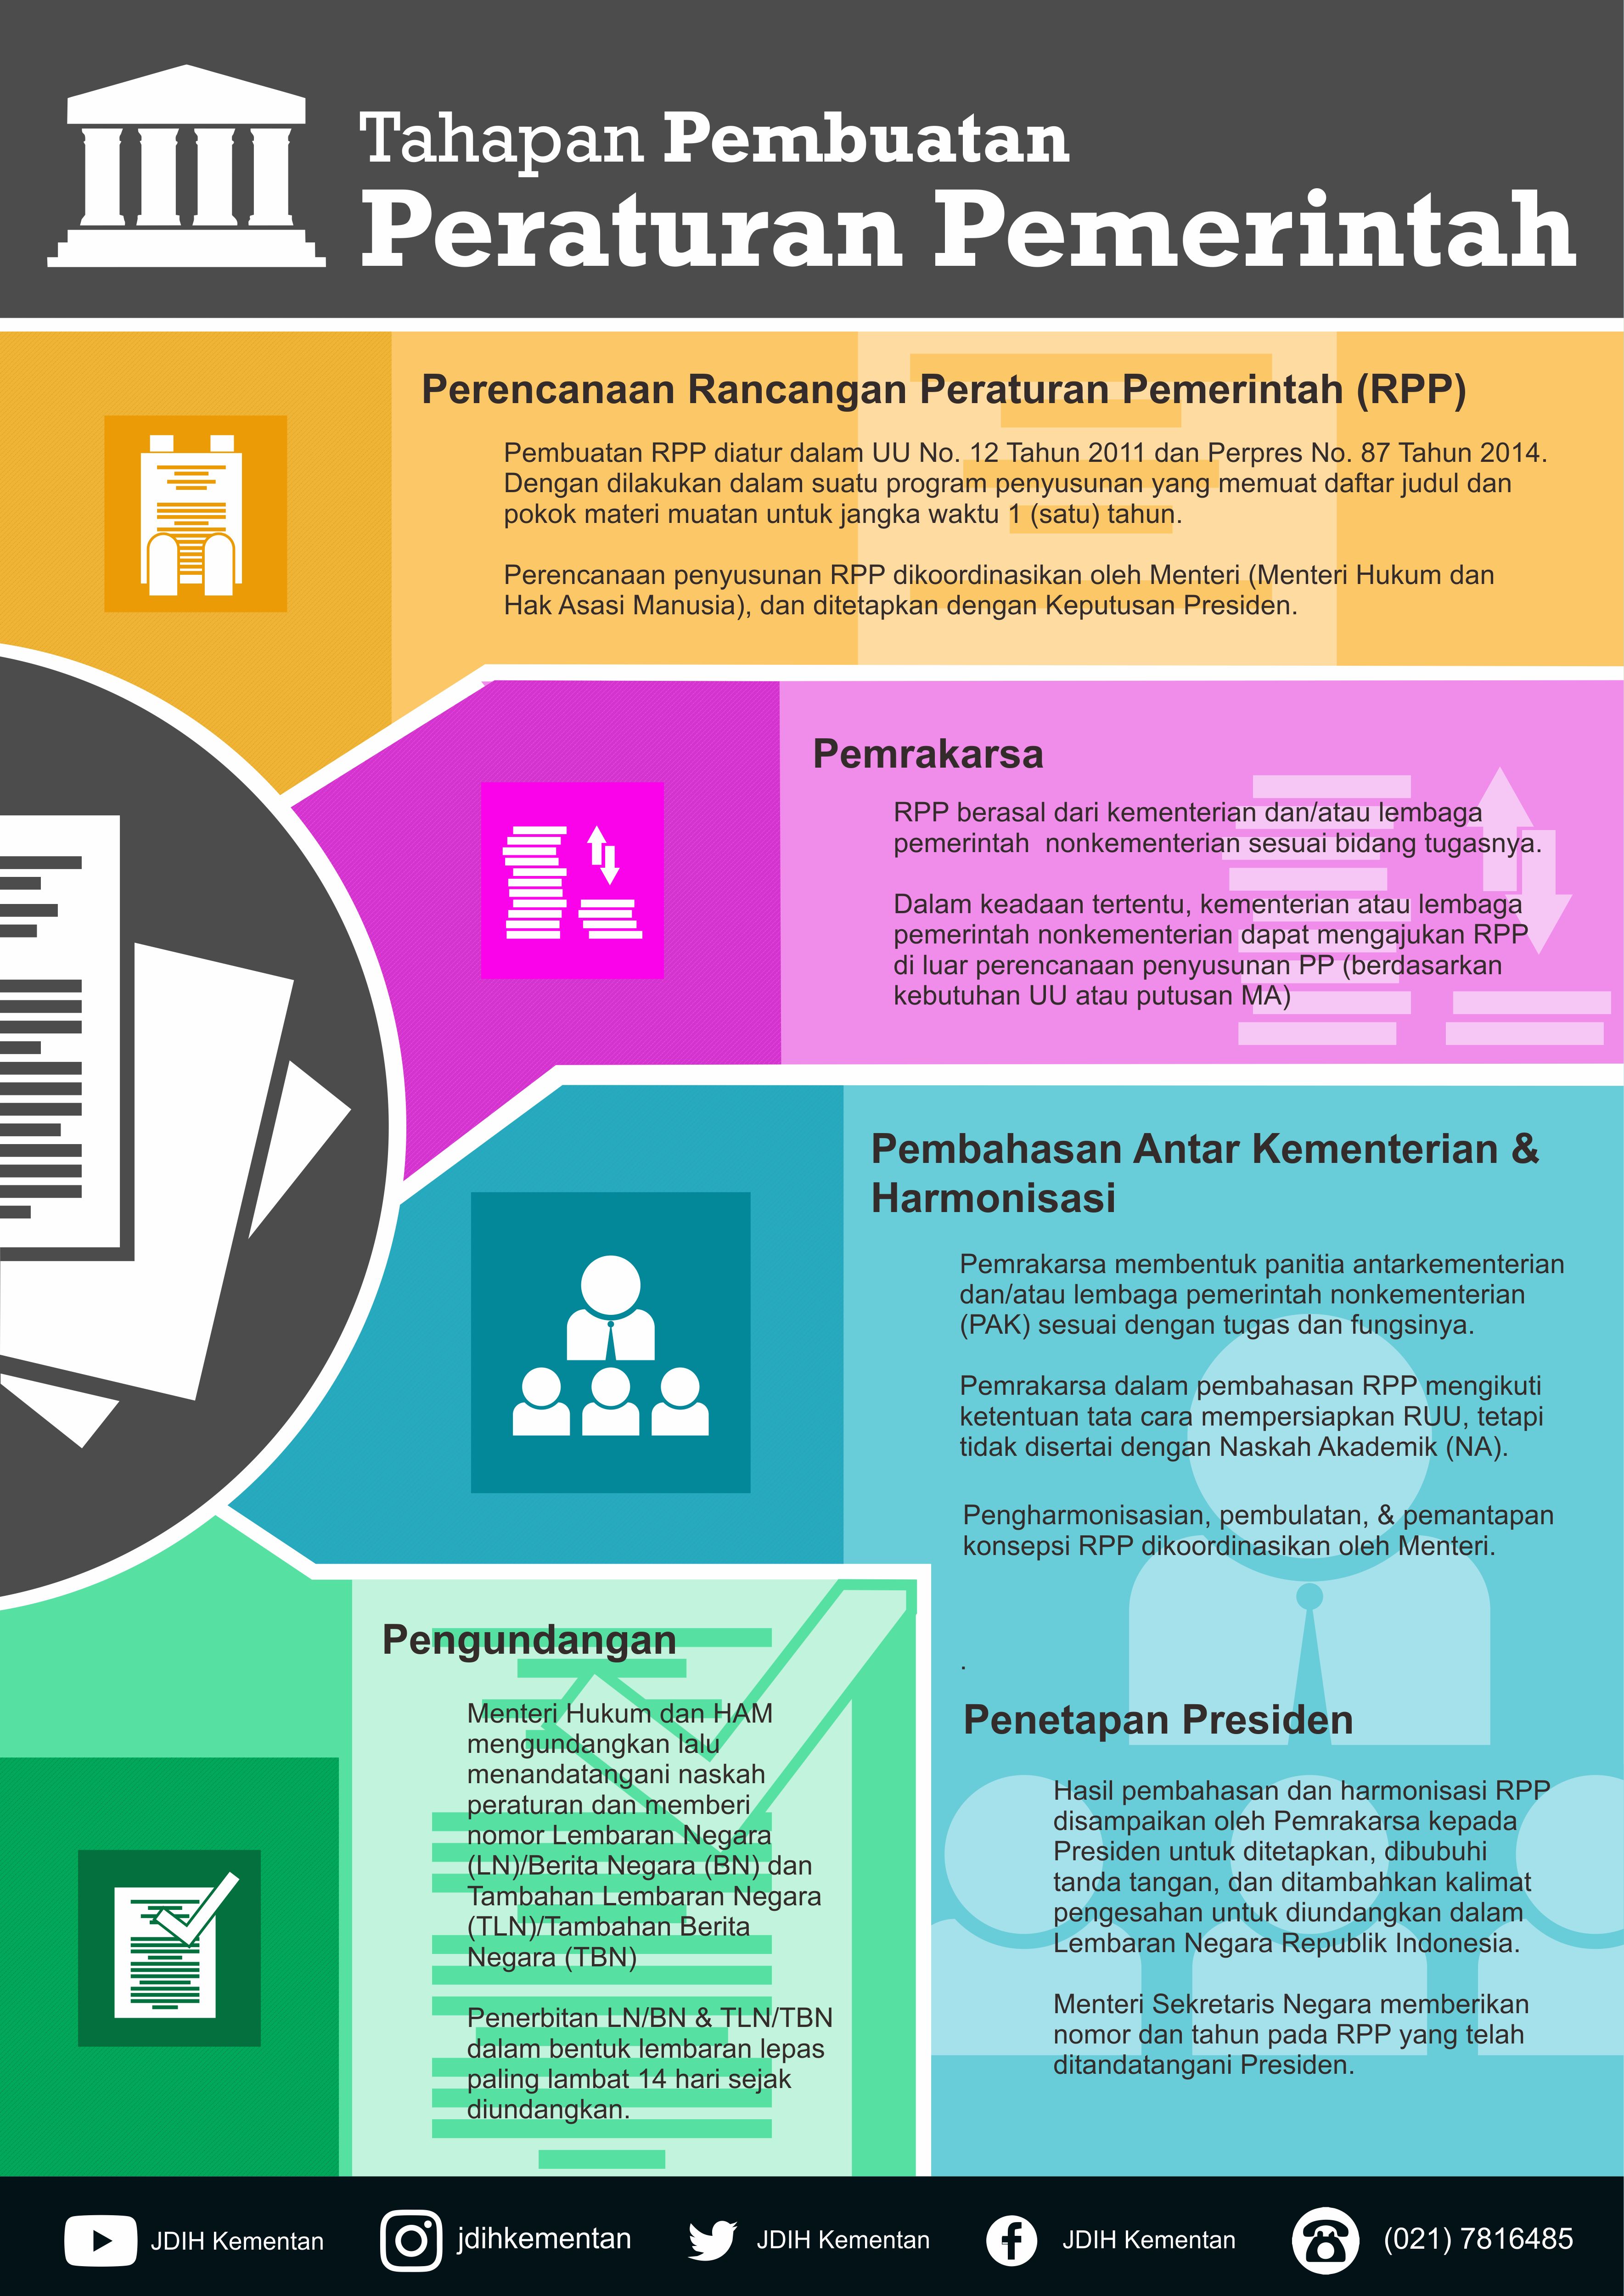 Tahapan Pembuatan
Peraturan Pemerintah
Perencanaan Rancangan Peraturan Pemerintah (RPP)
Pembuatan RPP diatur dalam UU No. 12 Tahun 2011 dan Perpres No. 87 Tahun 2014.
Dengan dilakukan dalam suatu program penyusunan yang memuat daftar judul dan
pokok materi muatan untuk jangka waktu 1 (satu) tahun.
Perencanaan penyusunan RPP dikoordinasikan oleh Menteri (Menteri Hukum dan
Hak Asasi Manusia), dan ditetapkan dengan Keputusan Presiden.
Pemrakarsa
RPP berasal dari kementerian dan/atau lembaga
pemerintah  nonkementerian sesuai bidang tugasnya.
Dalam keadaan tertentu, kementerian atau lembaga
pemerintah nonkementerian dapat mengajukan RPP
di luar perencanaan penyusunan PP (berdasarkan
kebutuhan UU atau putusan MA)
Pembahasan Antar Kementerian &
Harmonisasi
Pemrakarsa membentuk panitia antarkementerian
dan/atau lembaga pemerintah nonkementerian
(PAK) sesuai dengan tugas dan fungsinya.
Pemrakarsa dalam pembahasan RPP mengikuti
ketentuan tata cara mempersiapkan RUU, tetapi
tidak disertai dengan Naskah Akademik (NA).
Pengharmonisasian, pembulatan, & pemantapan
konsepsi RPP dikoordinasikan oleh Menteri.
.
Penetapan Presiden
Hasil pembahasan dan harmonisasi RPP
disampaikan oleh Pemrakarsa kepada
Presiden untuk ditetapkan, dibubuhi
tanda tangan, dan ditambahkan kalimat
pengesahan untuk diundangkan dalam
Lembaran Negara Republik Indonesia.
Menteri Sekretaris Negara memberikan
nomor dan tahun pada RPP yang telah
ditandatangani Presiden.
Pengundangan
Menteri Hukum dan HAM
mengundangkan lalu
menandatangani naskah
peraturan dan memberi
nomor Lembaran Negara
(LN)/Berita Negara (BN) dan
Tambahan Lembaran Negara
(TLN)/Tambahan Berita
Negara (TBN)
Penerbitan LN/BN & TLN/TBN
dalam bentuk lembaran lepas
paling lambat 14 hari sejak
diundangkan.
JDIH Kementan
jdihkementan
JDIH Kementan
JDIH Kementan
(021) 7816485